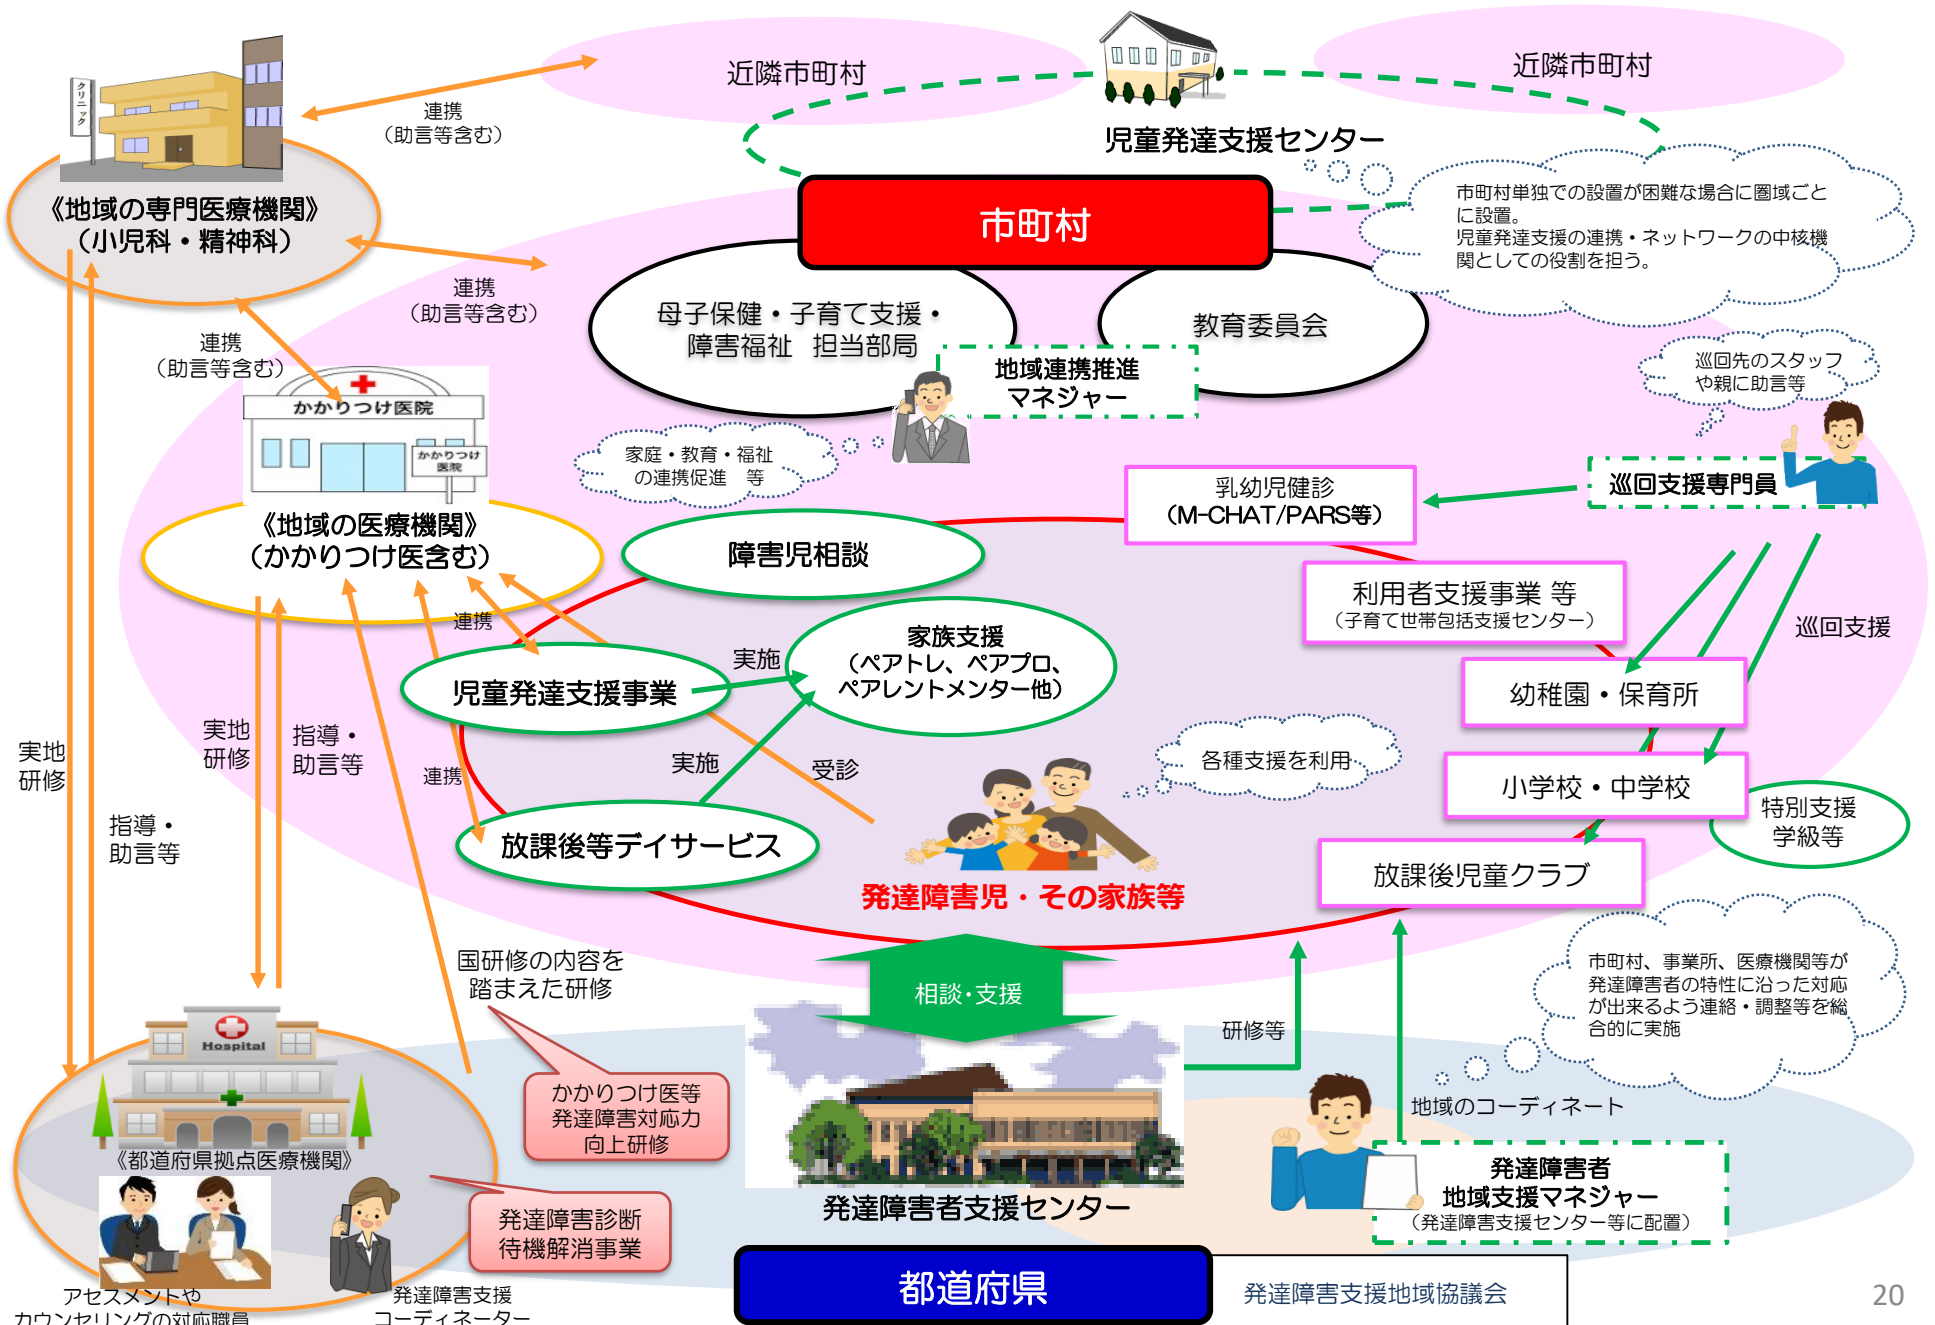 近隣市町村
近隣市町村
クリニック
連携
（助言等含む）
児童発達支援センター
《地域の専門医療機関》
（小児科・精神科）
市町村
市町村単独での設置が困難な場合に圏域ごと
に設置。
児童発達支援の連携・ネットワークの中核機
関としての役割を担う。
連携
（助言等含む）
母子保健・子育て支援・
障害福祉　担当部局
教育委員会
連携
（助言等含む）
地域連携推進
マネジャー
巡回先のスタッフ
や親に助言等
かかりつけ医院
かかりつけ
医院
家庭・教育・福祉
の連携促進　等
乳幼児健診
（M-CHAT/PARS等）
巡回支援専門員
《地域の医療機関》
（かかりつけ医含む）
障害児相談
利用者支援事業 等
（子育て世帯包括支援センター）
連携
家族支援
（ペアトレ、ペアプロ、
ペアレントメンター他）
巡回支援
実施
児童発達支援事業
幼稚園・保育所
実地
研修
実地
研修
指導・
助言等
連携
実施
受診
各種支援を利用
小学校・中学校
特別支援
学級等
指導・
助言等
放課後等デイサービス
放課後児童クラブ
発達障害児・その家族等
国研修の内容を
踏まえた研修
相談・支援
研修等
市町村、事業所、医療機関等が
発達障害者の特性に沿った対応
が出来るよう連絡・調整等を総
合的に実施
Hospital
かかりつけ医等
発達障害対応力
向上研修
地域のコーディネート
《都道府県拠点医療機関》
発達障害者支援センター
発達障害者
地域支援マネジャー
（発達障害支援センター等に配置）
発達障害診断
待機解消事業
アセスメントや
カウンセリングの対応職員
発達障害支援
コーディネーター
都道府県
発達障害支援地域協議会
20